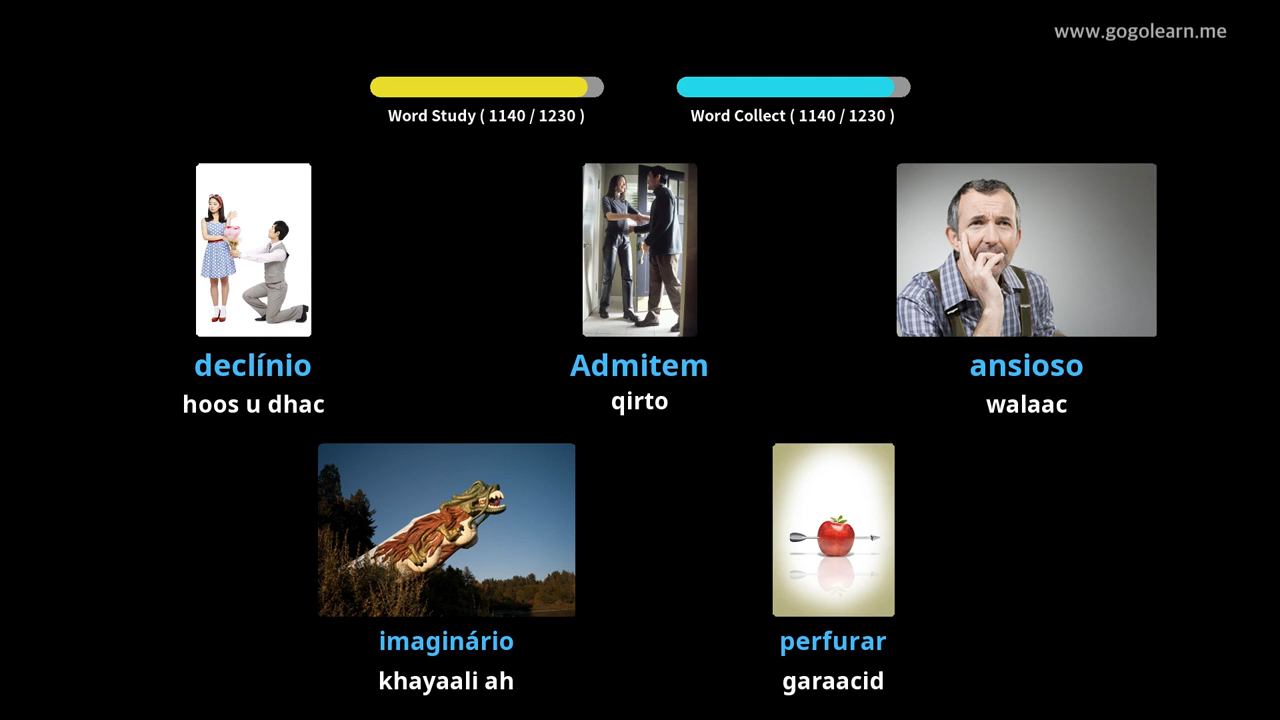 www.gogolearn.me
Word Study ( 1140 / 1230 )
Word Collect ( 1140 / 1230 )
declínio
Admitem
ansioso
hoos u dhac
qirto
walaac
imaginário
perfurar
khayaali ah
garaacid